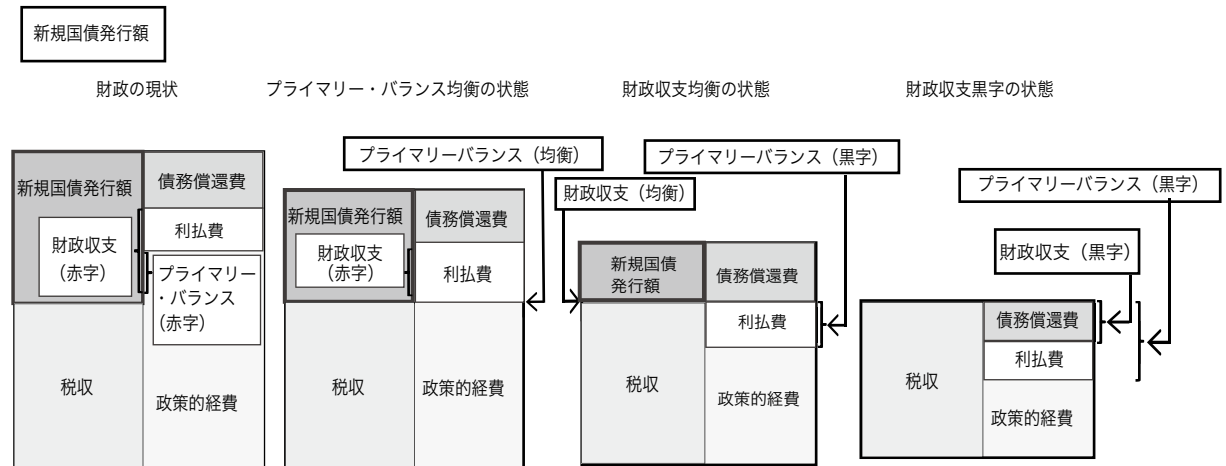 新規国債発行額
財政の現状
プライマリー・バランス均衡の状態
財政収支均衡の状態
財政収支黒字の状態
新規国債発行額
財政収支
（赤字）
債務償還費
利払費
プライマリー
・バランス
（赤字）
税収
政策的経費
プライマリーバランス（均衡）
新規国債発行額
財政収支
（赤字）
債務償還費
利払費
税収
政策的経費
プライマリーバランス（黒字）
財政収支（均衡）
新規国債
発行額
債務償還費
利払費
税収
政策的経費
プライマリーバランス（黒字）
財政収支（黒字）
債務償還費
利払費
税収
政策的経費